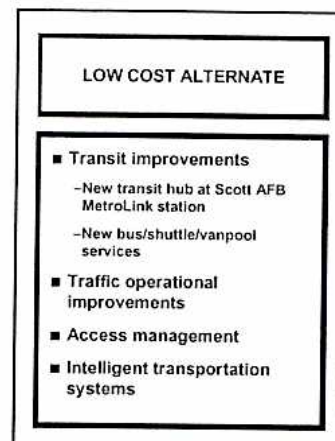 LOW COST ALTERNATE
■ Transit improvements
–New transit hub at Scott AFB
MetroLink station
–New bus/shuttle/vanpool
services
■ Traffic operational
improvements
■ Access management
■ Intelligent transportation
systems